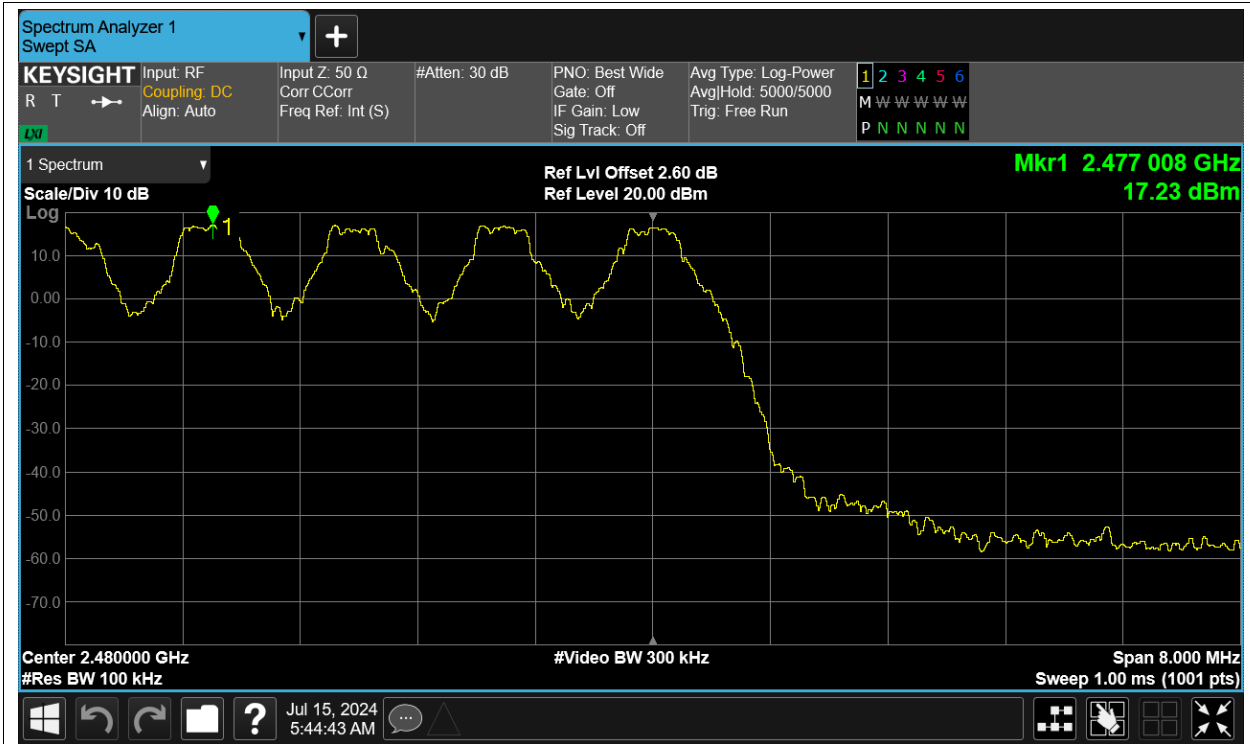 Spectrum Analyzer 1
Swept SA
KEYSIGHT
R T
LXI
Input: RF
Coupling: DC
Align: Auto
Input Z: 50 Ω
Corr CCorr
Freq Ref: Int (S)
#Atten: 30 dB
PNO: Best Wide
Gate: Off
IF Gain: Low
Sig Track: Off
Avg Type: Log-Power
Avg|Hold: 5000/5000
Trig: Free Run
1 2 3 4 5 6
M W W W W W
P N N N N N
1 Spectrum
Scale/Div 10 dB
Log
Ref Lvl Offset 2.60 dB
Ref Level 20.00 dBm
Mkr1 2.477 008 GHz
17.23 dBm
1
10.0
0.00
-10.0
-20.0
-30.0
-40.0
-50.0
-60.0
-70.0
Center 2.480000 GHz
#Res BW 100 kHz
#Video BW 300 kHz
Span 8.000 MHz
Sweep 1.00 ms (1001 pts)
?
Jul 15, 2024
5:44:43 AM